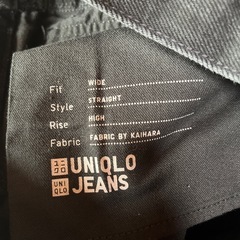 Fit WIDE
Style STRAIGHT
Rise HIGH
Fabric FABRIC BY KAIHARA
ユニクロ UNIQLO
UNIQLO JEANS